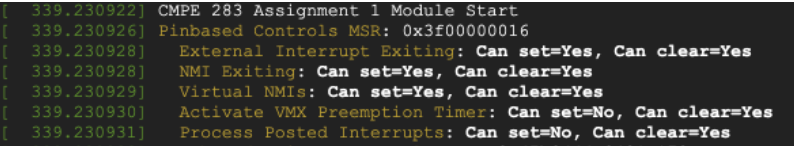 [  339.230922] CMPE 283 Assignment 1 Module Start
[  339.230926] Pinbased Controls MSR: 0x3f00000016
[  339.230928]   External Interrupt Exiting: Can set=Yes, Can clear=Yes
[  339.230928]   NMI Exiting: Can set=Yes, Can clear=Yes
[  339.230929]   Virtual NMIs: Can set=Yes, Can clear=Yes
[  339.230930]   Activate VMX Preemption Timer: Can set=No, Can clear=Yes
[  339.230931]   Process Posted Interrupts: Can set=No, Can clear=Yes